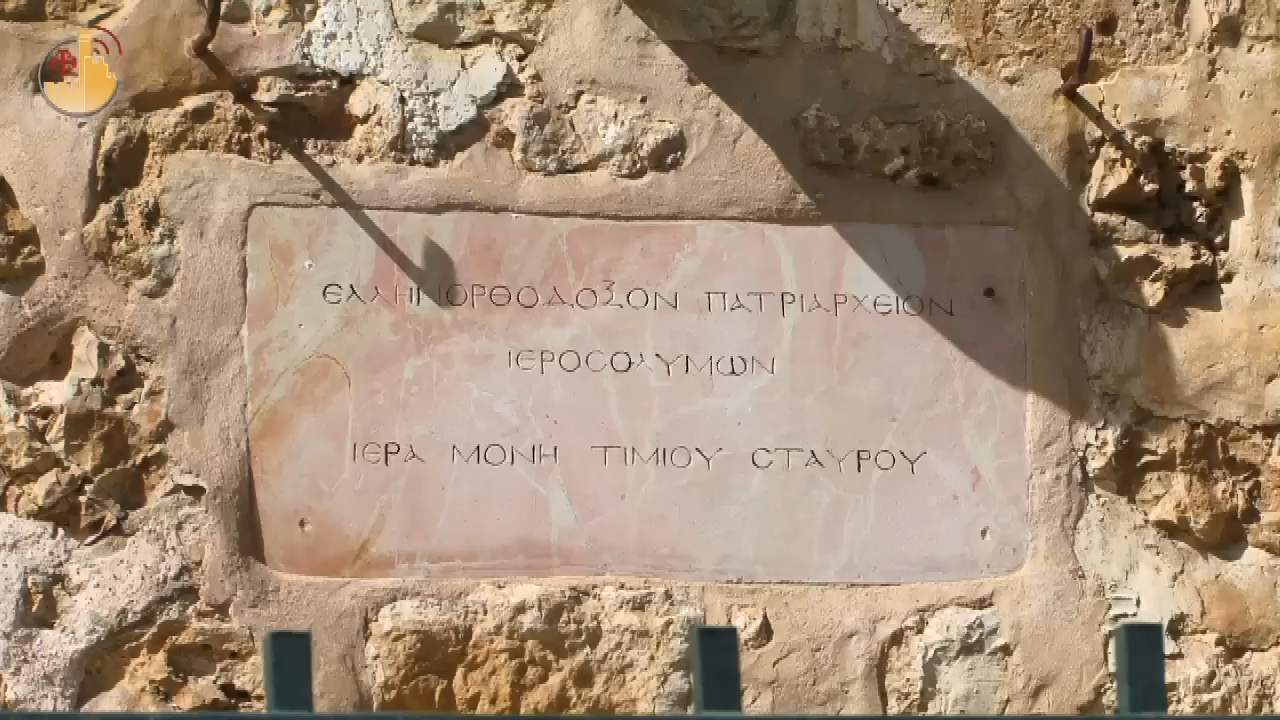 ΕΛΛΗΝΟΡΘΟΔΟΞΟΝ ΠΑΤΡΙΑΡΧΕΙΟΝ
ΙΕΡΟϹΟΛΥΜΩΝ
ΙΕΡΑ ΜΟΝΗ ΤΙΜΙΟΥ ϹΤΑΥΡΟΥ